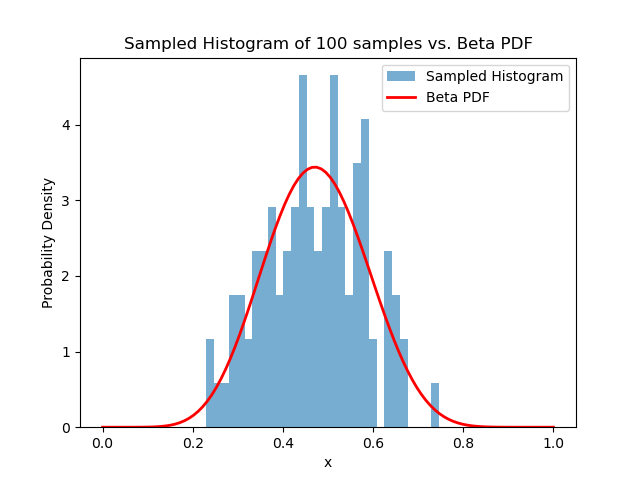 Sampled Histogram of 100 samples vs. Beta PDF
Sampled Histogram
Beta PDF
Probability Density
4
3
2
1
0
0.0 0.2 0.4 0.6 0.8 1.0
x